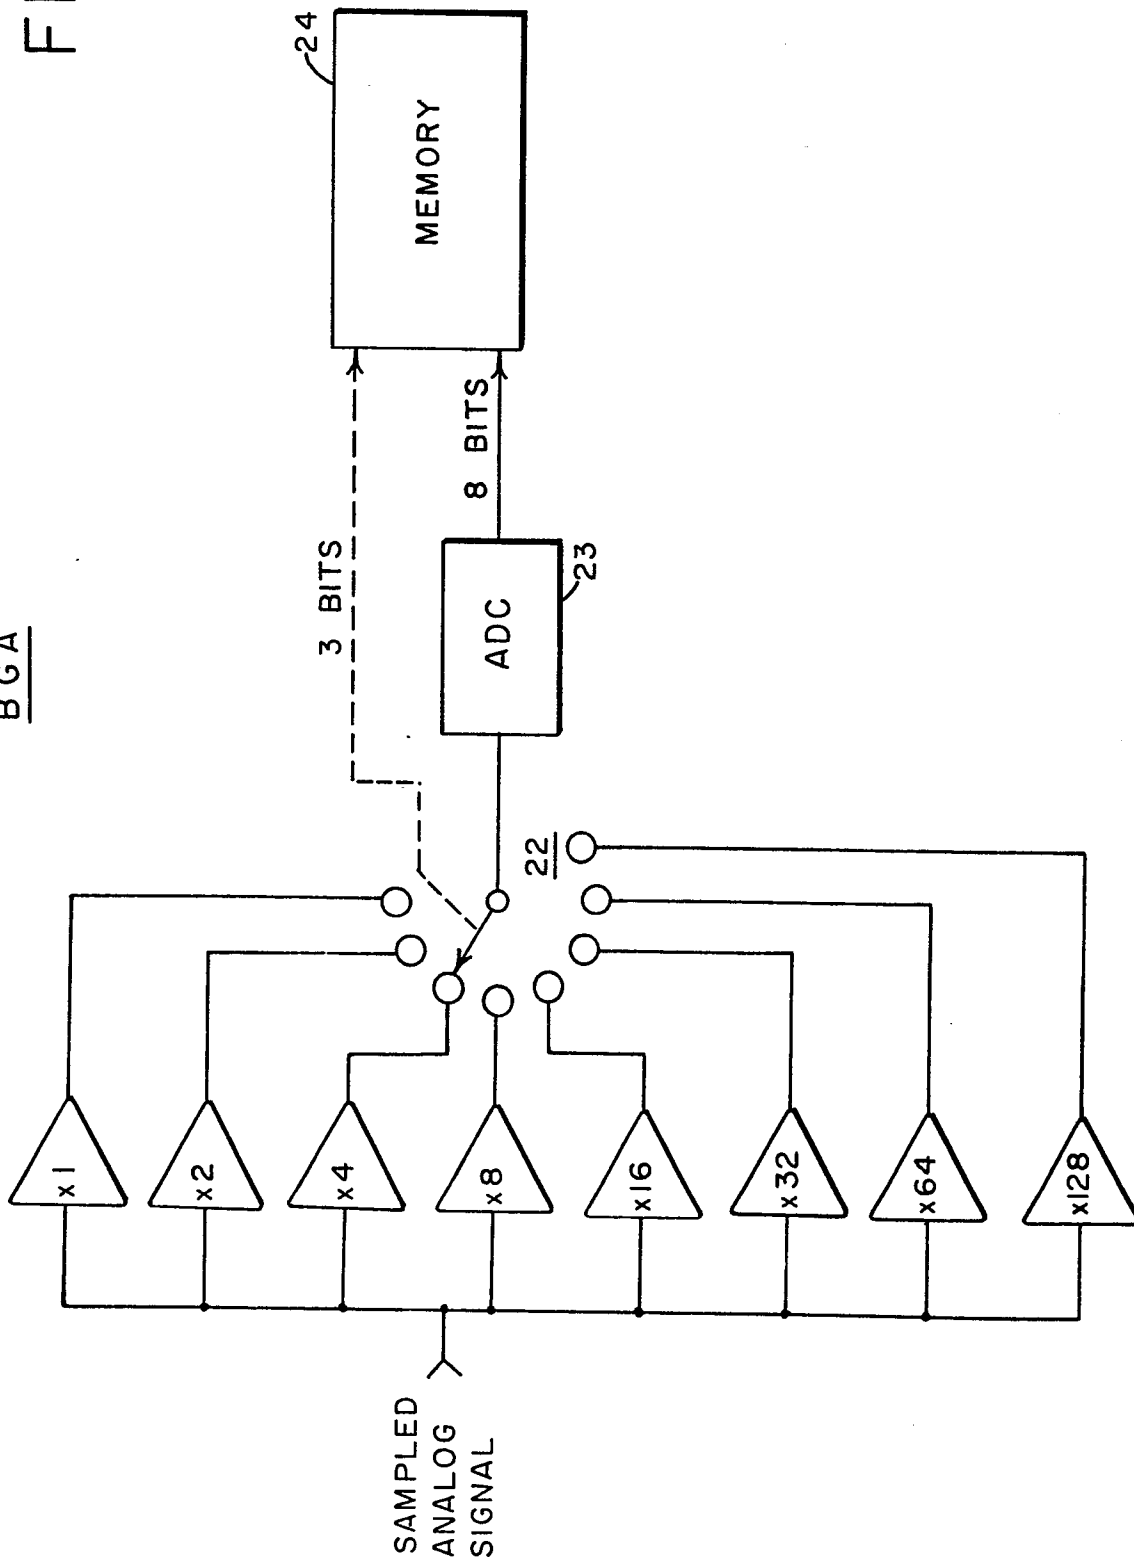 BGA
24
MEMORY
3 BITS
8 BITS
ADC
23
22
x1
x2
x4
x8
x16
x32
x64
x128
SAMPLED
ANALOG
SIGNAL